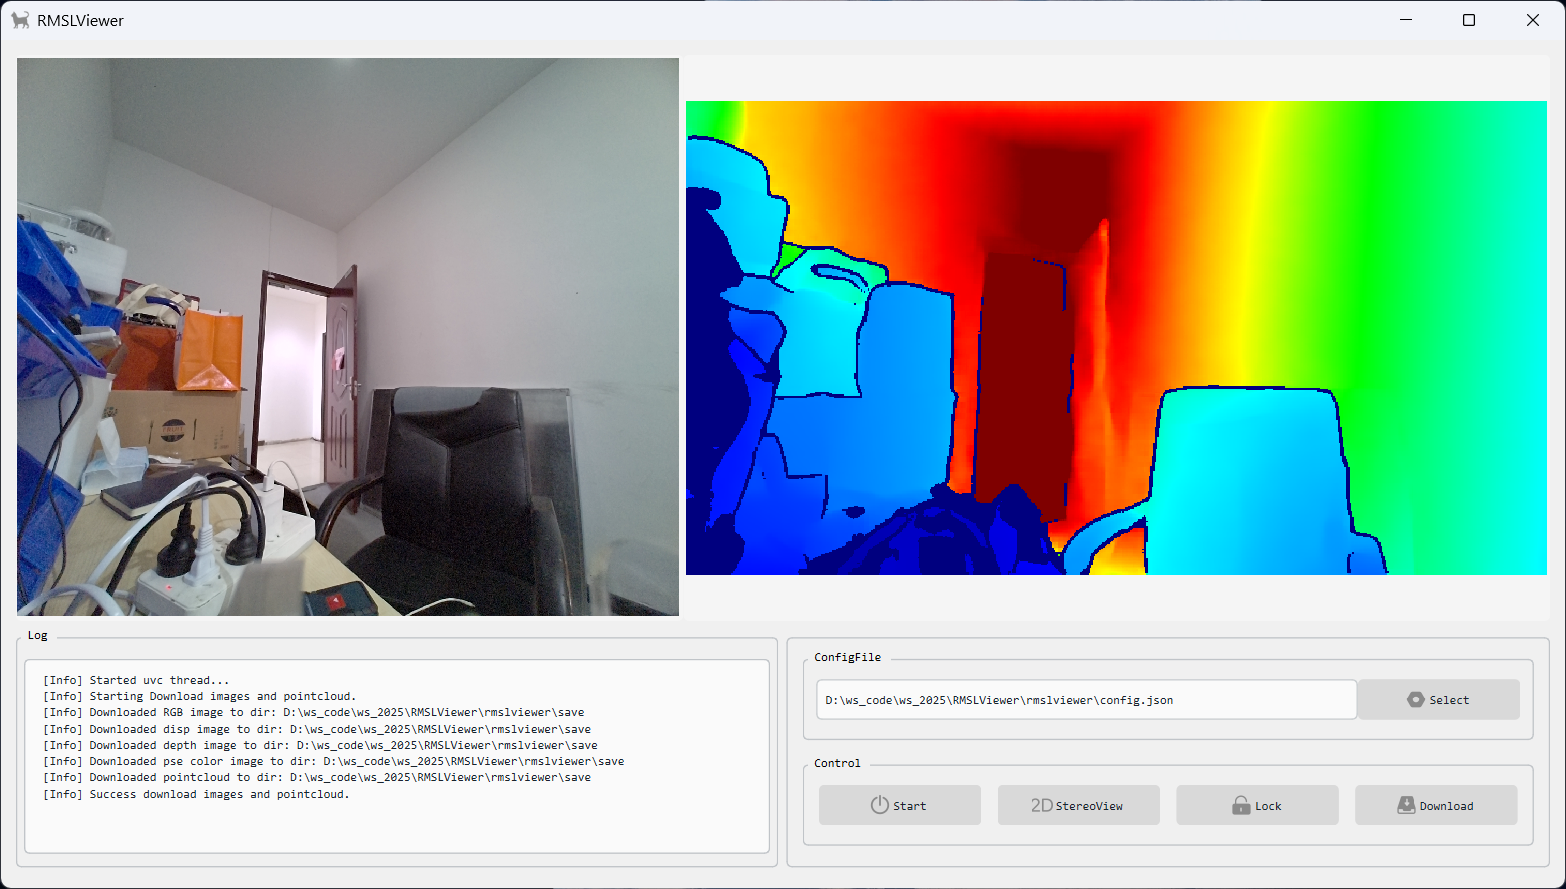 RMSLViewer
Log
[Info] Started uvc thread...
[Info] Starting Download images and pointcloud.
[Info] Downloaded RGB image to dir: D:\ws_code\ws_2025\RMSLViewer\rmslviewer\save
[Info] Downloaded disp image to dir: D:\ws_code\ws_2025\RMSLViewer\rmslviewer\save
[Info] Downloaded depth image to dir: D:\ws_code\ws_2025\RMSLViewer\rmslviewer\save
[Info] Downloaded pse color image to dir: D:\ws_code\ws_2025\RMSLViewer\rmslviewer\save
[Info] Downloaded pointcloud to dir: D:\ws_code\ws_2025\RMSLViewer\rmslviewer\save
[Info] Success download images and pointcloud.
ConfigFile
D:\ws_code\ws_2025\RMSLViewer\rmslviewer\config.json
Select
Control
Start
2D StereoView
Lock
Download